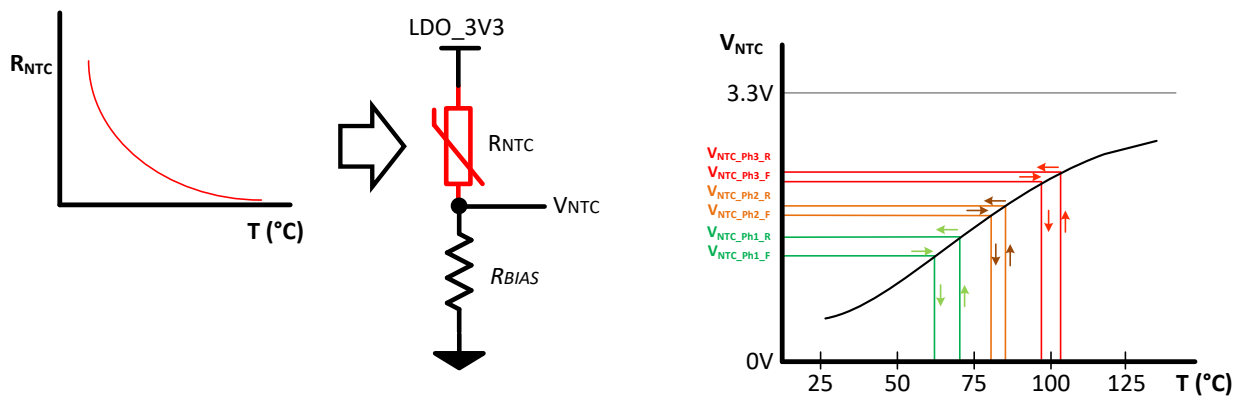 RNTC
T (°C)
LDO_3V3
RNTC
VNTC
RBIAS
VNTC
3.3V
VNTC_Ph3_R
VNTC_Ph3_F
VNTC_Ph2_R
VNTC_Ph2_F
VNTC_Ph1_R
VNTC_Ph1_F
0V
25 50 75 100 125 T (°C)